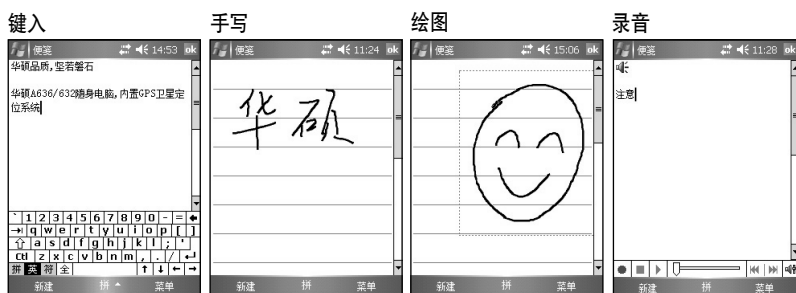 键入
手写
绘图
录音
便笺 14:53 ok
华硕品质,坚若磐石
华硕A636/632随身电脑,内置GPS卫星定
位系统
` 1 2 3 4 5 6 7 8 9 0 - =
q w e r t y u i o p [ ]
a s d f g h j k l ; '
Ctl z x c v b n m , . /
拼 英 符 全
新建 拼 菜单
便笺 11:24 ok
华硕
新建 拼 菜单
便笺 15:06 ok
新建 拼 菜单
便笺 11:28 ok
注意
新建 拼 菜单